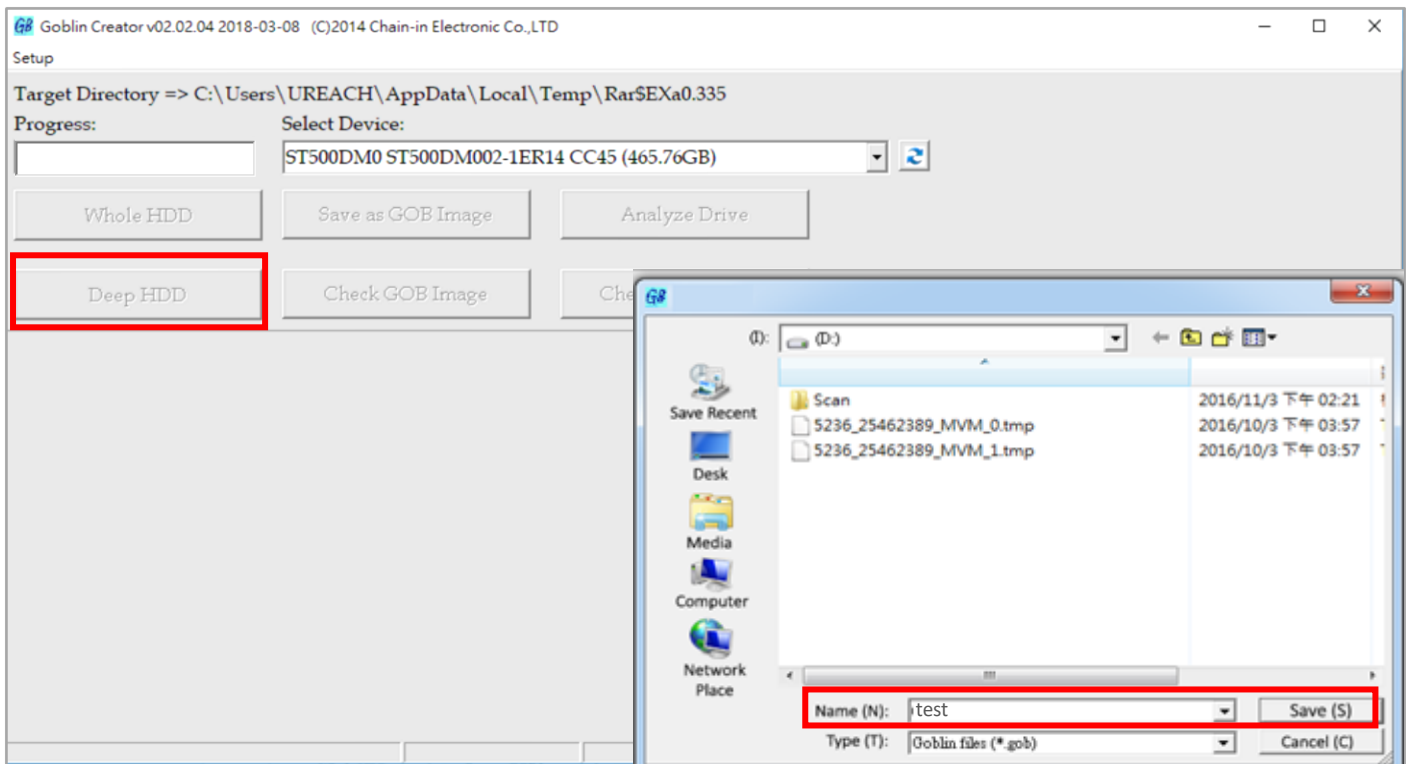 GB Goblin Creator v02.02.04 2018-03-08 (C)2014 Chain-in Electronic Co.,LTD
Setup
Target Directory => C:\Users\UREACH\AppData\Local\Temp\Rar$EXa0.335
Progress: Select Device:
ST500DM0 ST500DM002-1ER14 CC45 (465.76GB)
Whole HDD Save as GOB Image Analyze Drive
Deep HDD Check GOB Image Che
GB
(I): (D:)
Scan 2016/11/3 下午 02:21
5236_25462389_MVM_0.tmp 2016/10/3 下午 03:57
5236_25462389_MVM_1.tmp 2016/10/3 下午 03:57
Save Recent
Desk
Media
Computer
Network
Place
Name (N): test Save (S)
Type (T): Goblin files (*.gob) Cancel (C)